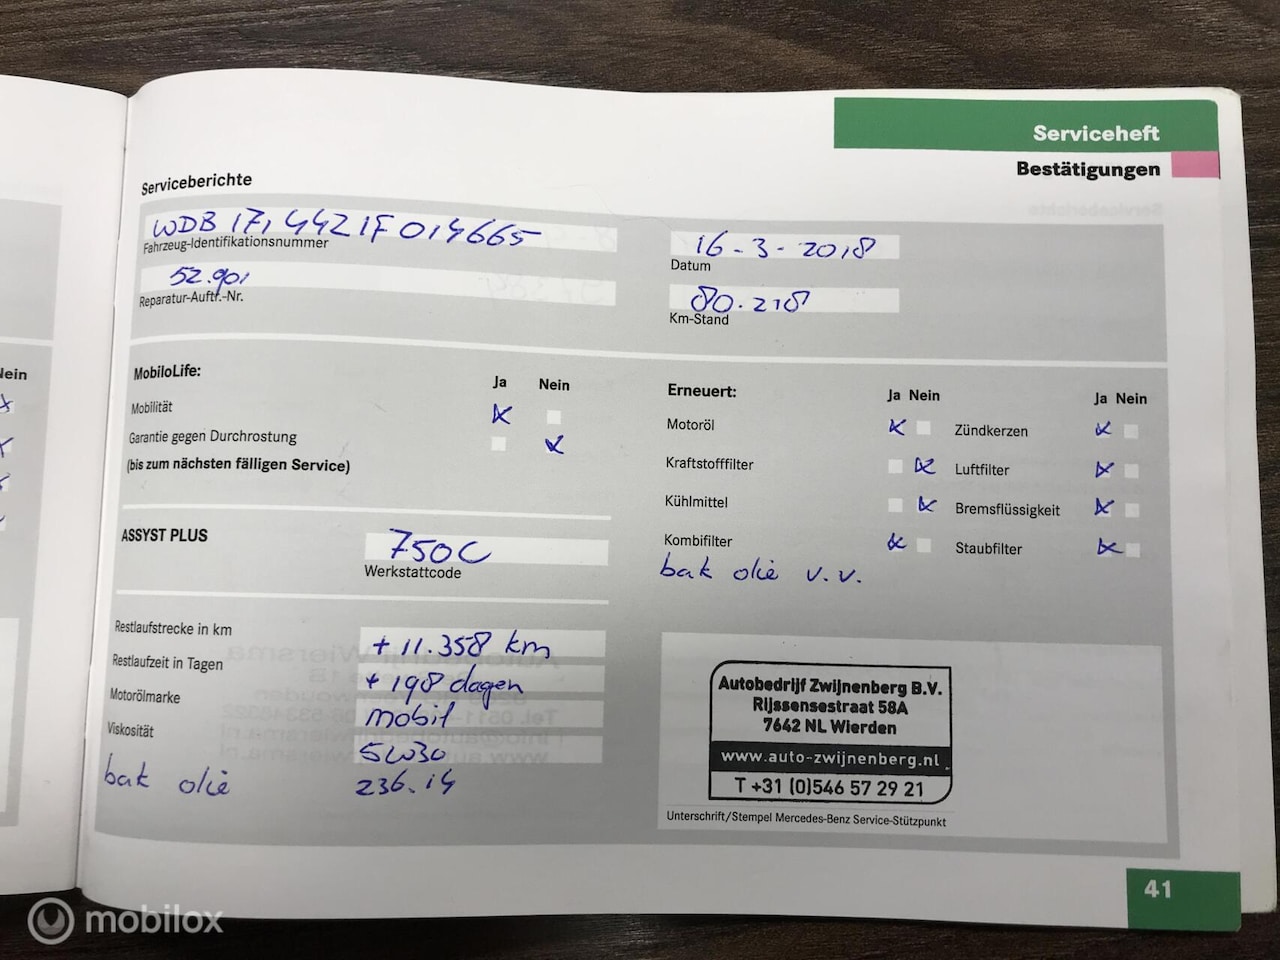 Serviceheft
Bestätigungen
Serviceberichte
WDB 171 4421F 014665
Fahrzeug-Identifikationsnummer
16-3-2018
Datum
52.901
Reparatur-Auftr.-Nr.
80.218
Km-Stand
Nein
MobiloLife:
Ja Nein
Mobilität
Garantie gegen Durchrostung
(bis zum nächsten fälligen Service)
Erneuert:
Ja Nein
Ja Nein
Motoröl
Zündkerzen
Kraftstofffilter
Luftfilter
Kühlmittel
Bremsflüssigkeit
Kombifilter
Staubfilter
bak olie v.v.
ASSYST PLUS
750C
Werkstattcode
Restlaufstrecke in km
+ 11.358 km
Restlaufzeit in Tagen
+ 198 dagen
Motorölmarke
mobil
Viskosität
5W30
bak olie
236.14
Autobedrijf Zwijnenberg B.V.
Rijssensestraat 58A
7642 NL Wierden
www.auto-zwijnenberg.nl
T +31 (0)546 57 29 21
Unterschrift/Stempel Mercedes-Benz Service-Stützpunkt
41
mobilox